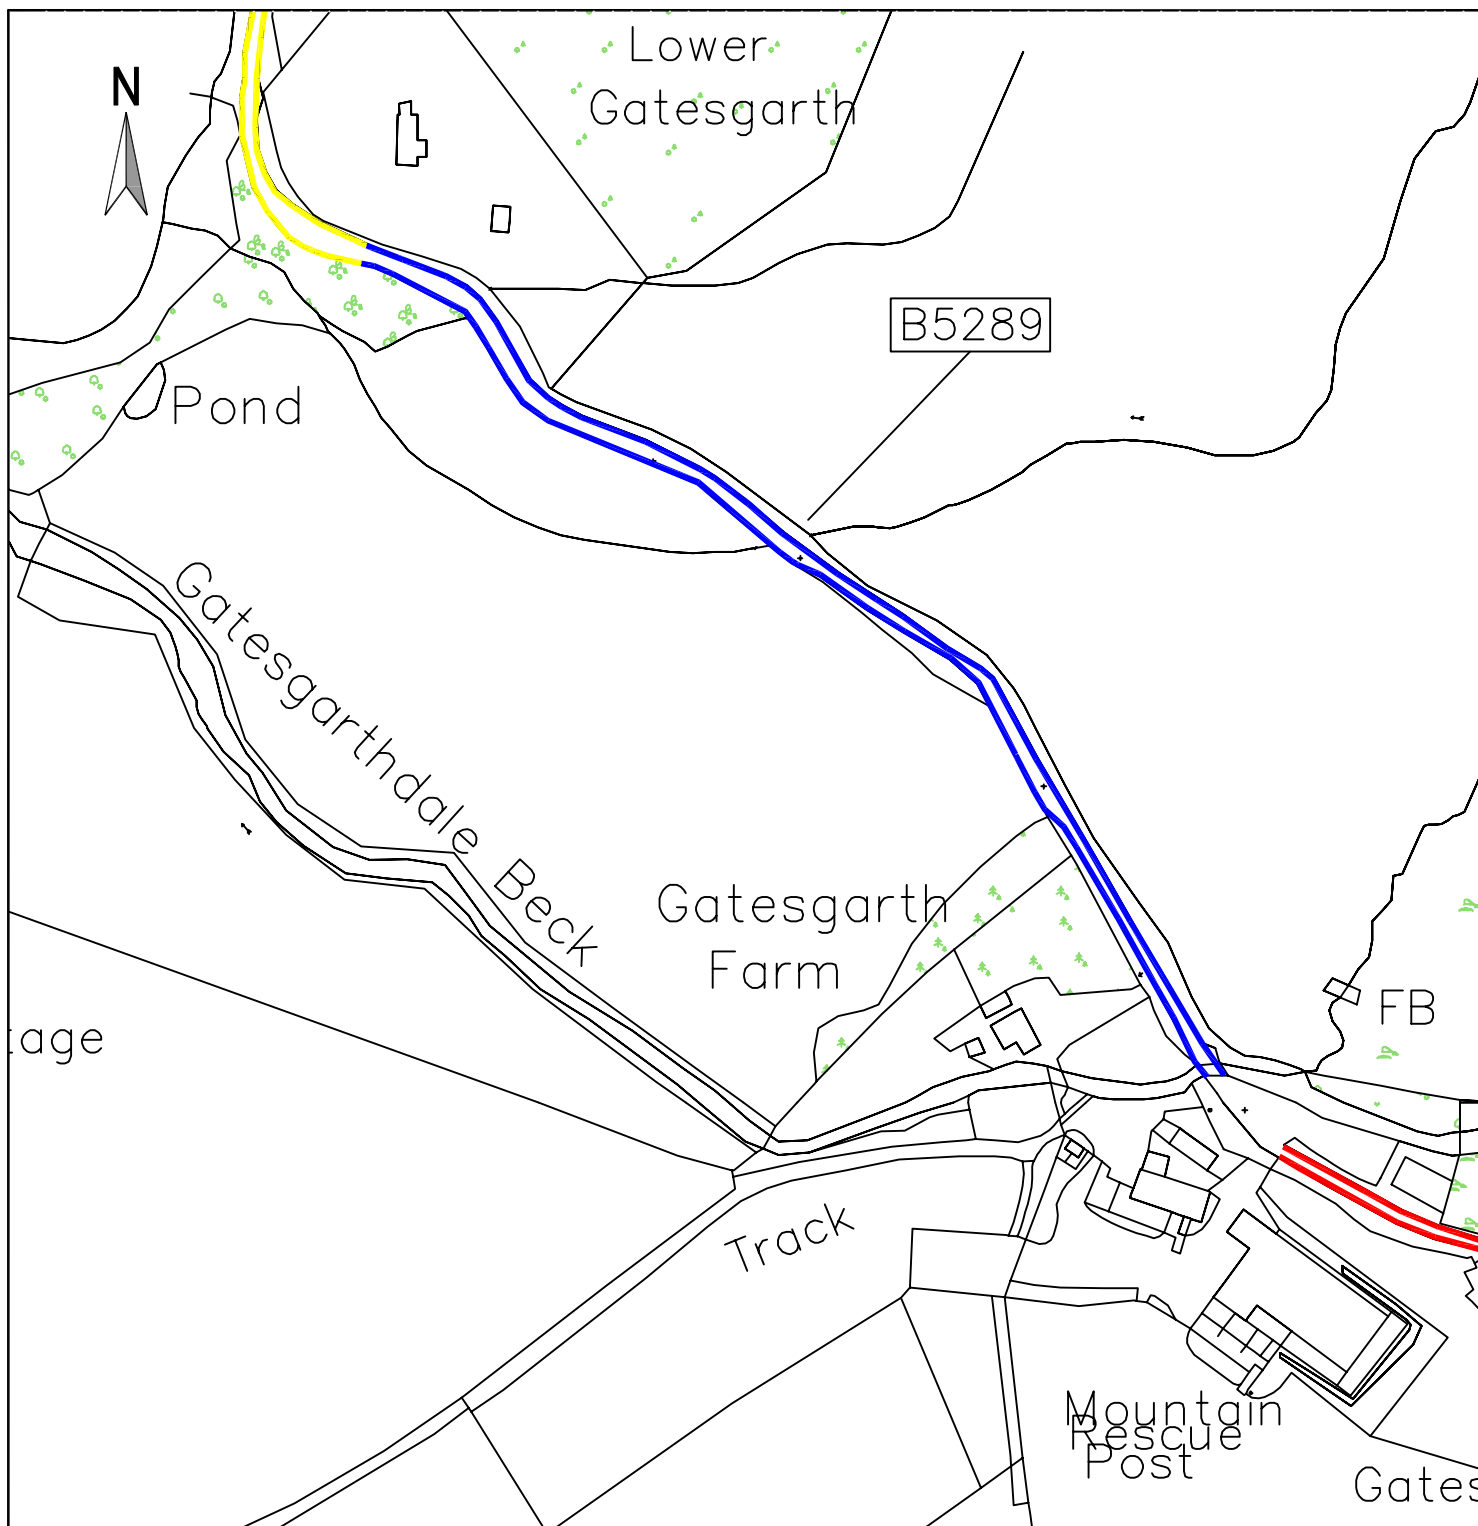 N
Lower
Gatesgarth
B5289
Pond
Gatesgarthdale Beck
Gatesgarth
Farm
FB
tage
Track
Mountain
Rescue
Post
Gates